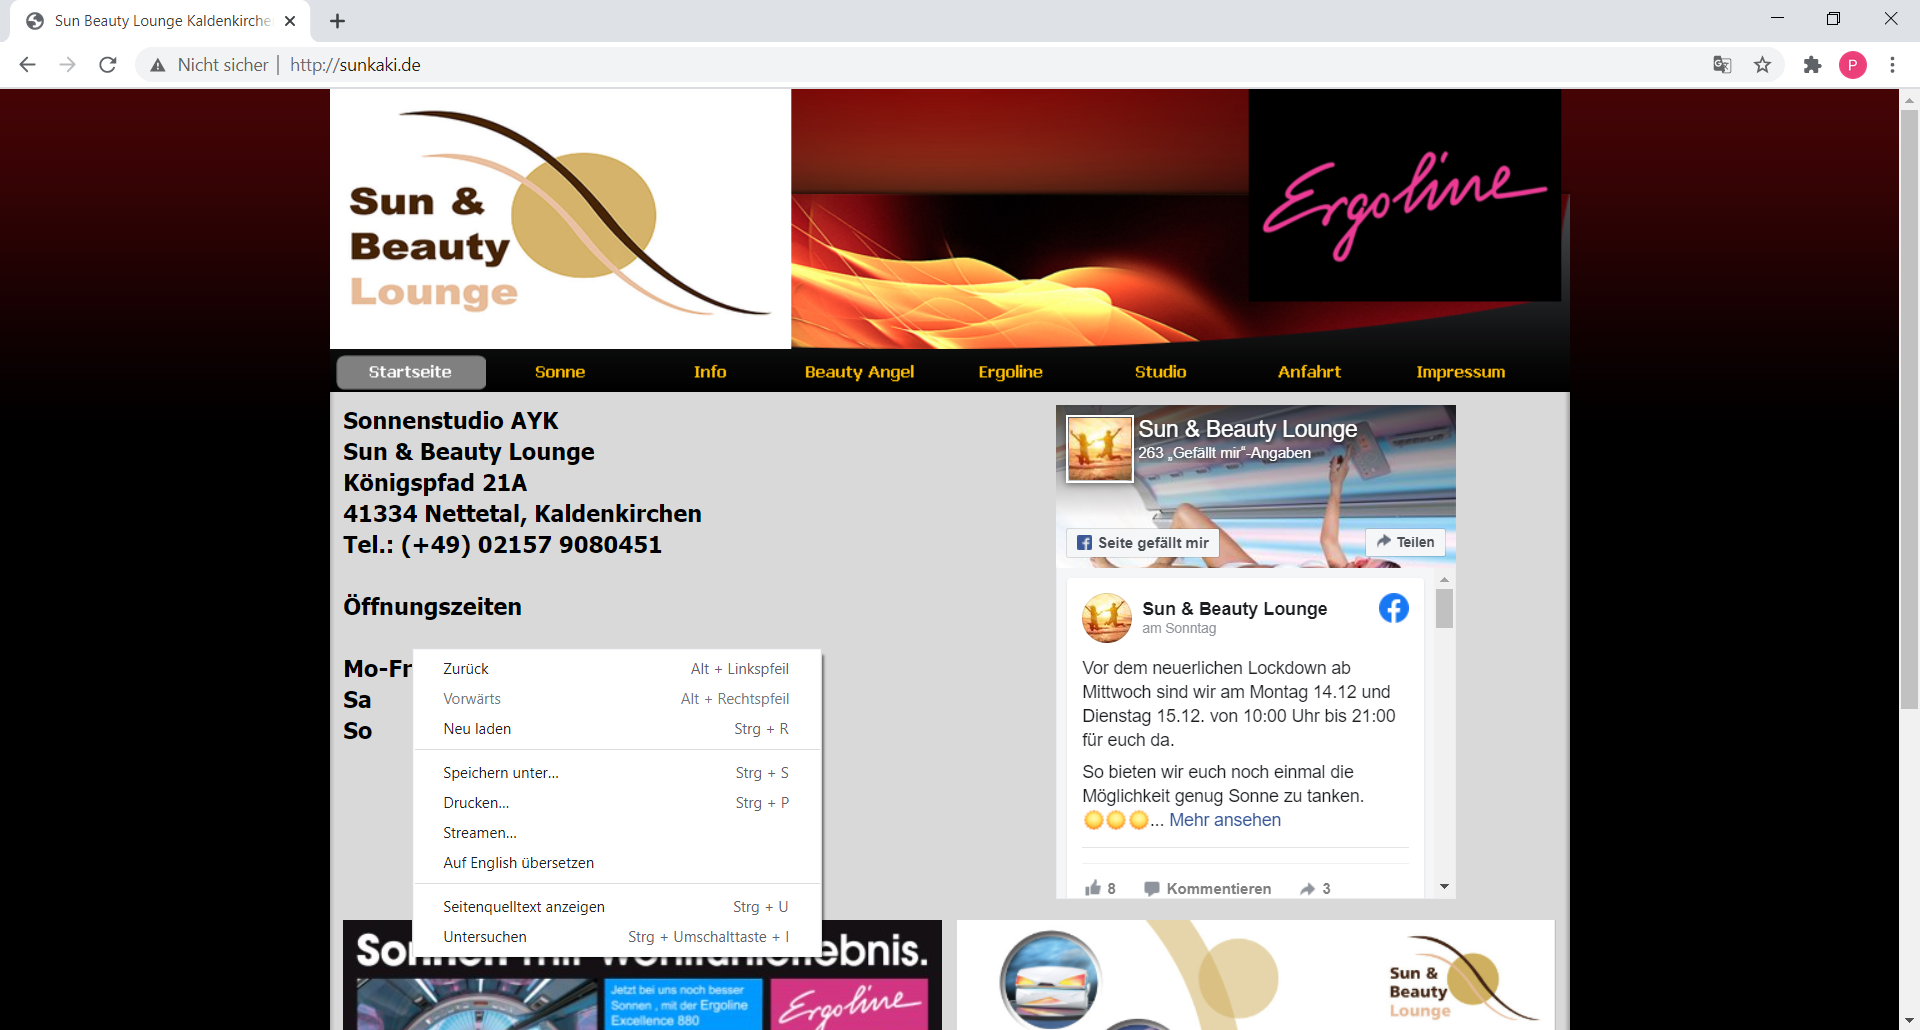 Sun Beauty Lounge Kaldenkirche
Nicht sicher | http://sunkaki.de
P
Sun &
Beauty
Lounge
Ergoline
Startseite Sonne Info Beauty Angel Ergoline Studio Anfahrt Impressum
Sonnenstudio AYK
Sun & Beauty Lounge
Königspfad 21A
41334 Nettetal, Kaldenkirchen
Tel.: (+49) 02157 9080451
Öffnungszeiten
Mo-Fr
Sa
So
Zurück Alt + Linkspfeil
Vorwärts Alt + Rechtspfeil
Neu laden Strg + R
Speichern unter... Strg + S
Drucken... Strg + P
Streamen...
Auf English übersetzen
Seitenquelltext anzeigen Strg + U
Untersuchen Strg + Umschalttaste + I
Sun & Beauty Lounge
263 „Gefällt mir“-Angaben
Seite gefällt mir Teilen
Sun & Beauty Lounge
am Sonntag
Vor dem neuerlichen Lockdown ab
Mittwoch sind wir am Montag 14.12 und
Dienstag 15.12. von 10:00 Uhr bis 21:00
für euch da.
So bieten wir euch noch einmal die
Möglichkeit genug Sonne zu tanken.
... Mehr ansehen
8 Kommentieren 3
Jetzt bei uns noch besser
Sonnen , mit der Ergoline
Excellence 880
Ergoline
Sun &
Beauty
Lounge